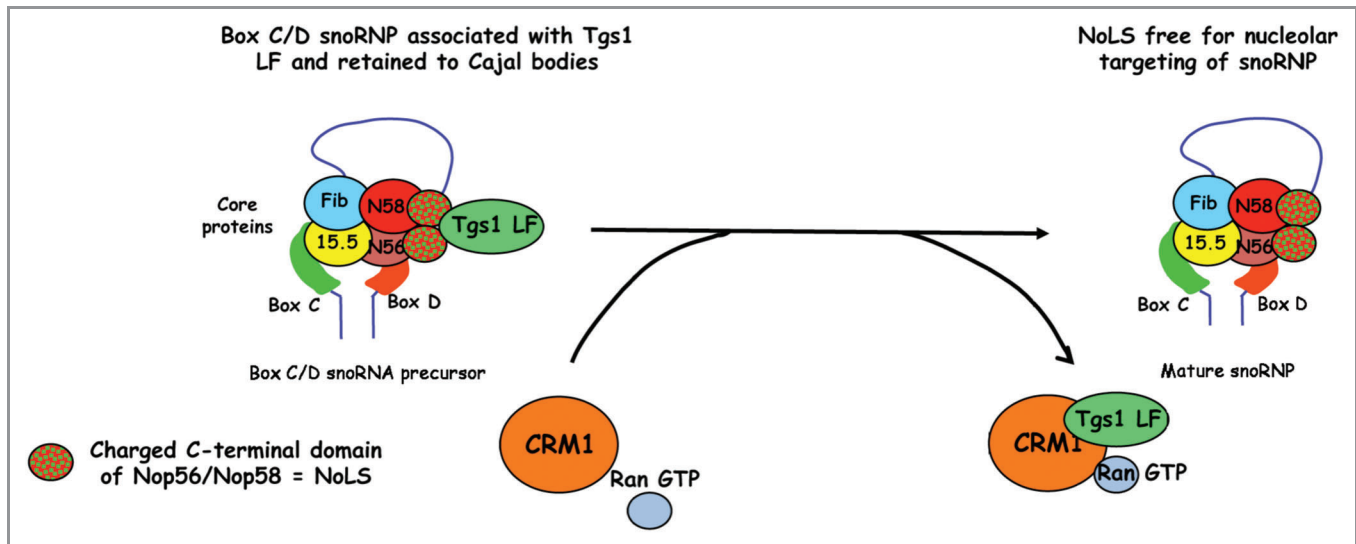 Box C/D snoRNP associated with Tgs1
LF and retained to Cajal bodies
NoLS free for nucleolar
targeting of snoRNP
Core
proteins
Fib
N58
15.5
N56
Tgs1 LF
Box C
Box D
Box C/D snoRNA precursor
Fib
N58
15.5
N56
Box C
Box D
Mature snoRNP
CRM1
Ran GTP
CRM1
Tgs1 LF
Ran GTP
Charged C-terminal domain
of Nop56/Nop58 = NoLS